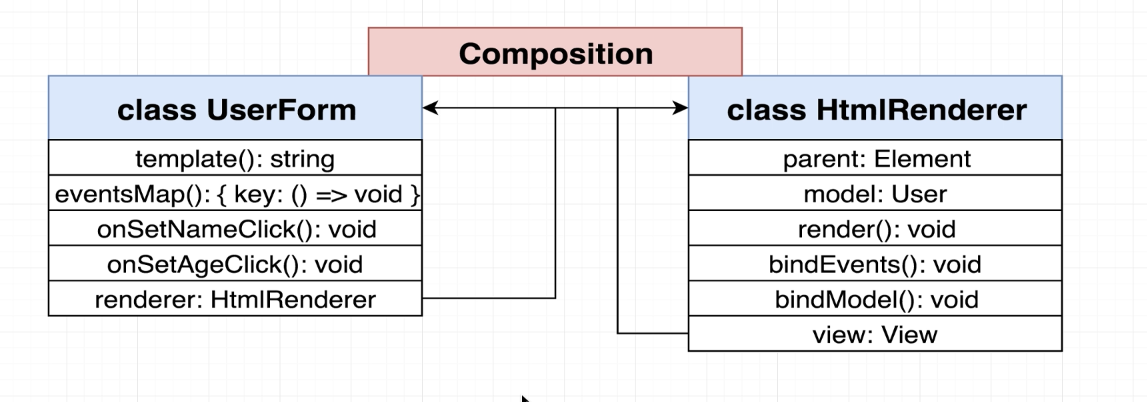 Composition
class UserForm
template(): string
eventsMap(): { key: () => void }
onSetNameClick(): void
onSetAgeClick(): void
renderer: HtmlRenderer
class HtmlRenderer
parent: Element
model: User
render(): void
bindEvents(): void
bindModel(): void
view: View